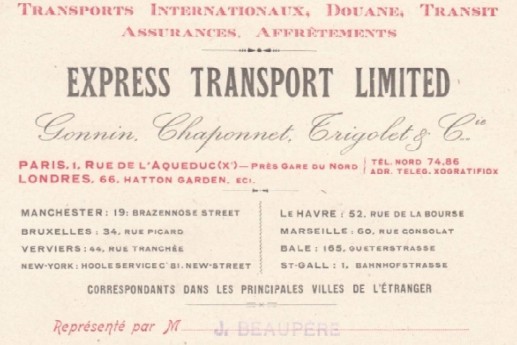 TRANSPORTS INTERNATIONAUX, DOUANE, TRANSIT
ASSURANCES, AFFRÊTEMENTS
EXPRESS TRANSPORT LIMITED
Gonnin, Chaponnet, Trigolet & Cie
PARIS, 1, RUE DE L'AQUEDUC (Xe) — PRÈS GARE DU NORD
TÉL. NORD 74,86
ADR. TELEG. XOGRATIFIDX
LONDRES, 66, HATTON GARDEN, EC1.
MANCHESTER : 19; BRAZENNOSE STREET
BRUXELLES : 34, RUE PICARD
VERVIERS : 44, RUE TRANCHÉE
NEW-YORK : HOOLE SERVICE C° 81, NEW-STREET
LE HAVRE : 52, RUE DE LA BOURSE
MARSEILLE : 60, RUE CONSOLAT
BALE : 165, GUETERSTRASSE
ST-GALL : 1, BAHNHOFSTRASSE
CORRESPONDANTS DANS LES PRINCIPALES VILLES DE L'ÉTRANGER
Représenté par M J. BEAUPÈRE